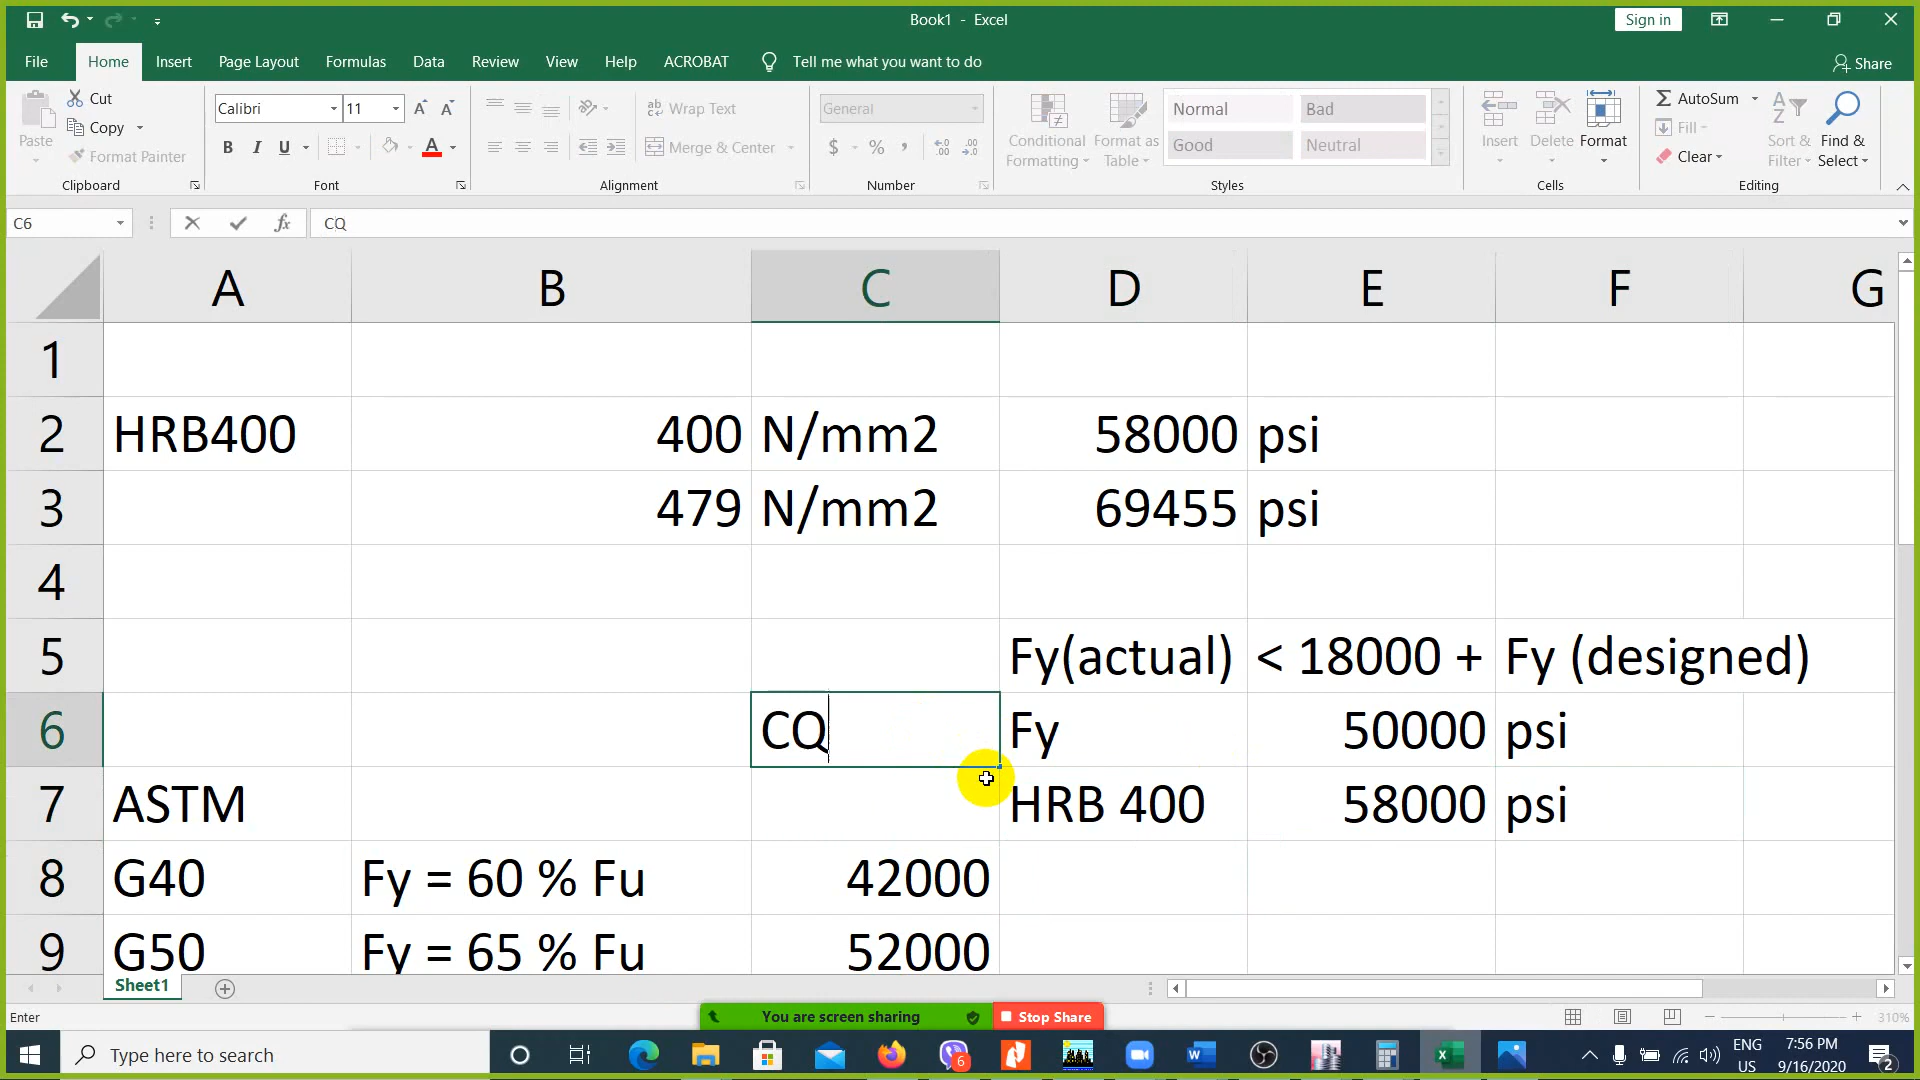 Book1 - Excel
Sign in
File Home Insert Page Layout Formulas Data Review View Help ACROBAT Tell me what you want to do
Share
Paste
Cut
Copy
Format Painter
Clipboard
Calibri 11
B I U A
Font
ab Wrap Text
Merge & Center
Alignment
General
$ % ,
Number
Conditional Formatting
Format as Table
Normal Bad
Good Neutral
Styles
Insert Delete Format
Cells
AutoSum
Fill
Clear
Sort & Filter
Find & Select
Editing
C6 fx CQ
A B C D E F G
1
2 HRB400 400 N/mm2 58000 psi
3 479 N/mm2 69455 psi
4
5 Fy(actual) < 18000 + Fy (designed)
6 CQ Fy 50000 psi
7 ASTM HRB 400 58000 psi
8 G40 Fy = 60 % Fu 42000
9 G50 Fy = 65 % Fu 52000
Sheet1
Enter
You are screen sharing Stop Share
310%
Type here to search
6
ENG
US
7:56 PM
9/16/2020
2